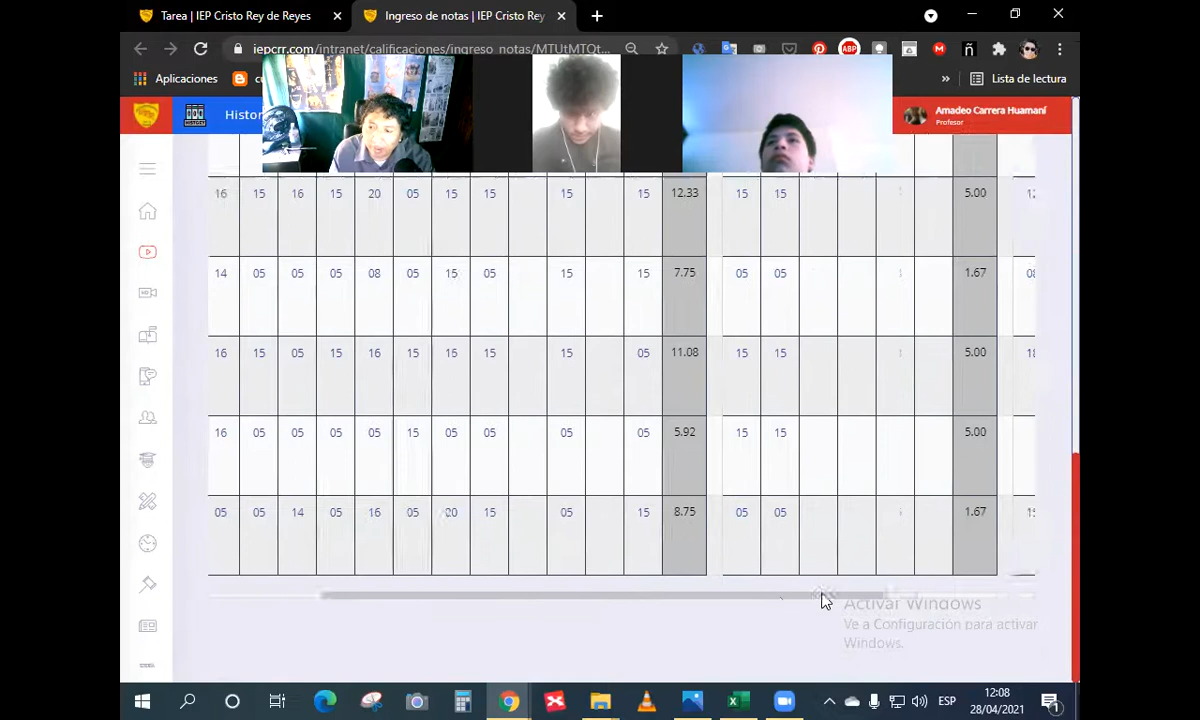 Tarea | IEP Cristo Rey de Reyes
Ingreso de notas | IEP Cristo Rey
iepcrr.com/intranet/calificaciones/ingreso_notas/MTUtMTQt...
Aplicaciones
Lista de lectura
Histor
Amadeo Carrera Huamaní
Profesor
16 15 16 15 20 05 15 15 15 15 12.33 15 15 5.00
14 05 05 05 08 05 15 05 15 15 7.75 05 05 1.67
16 15 05 15 16 15 16 15 15 05 11.08 15 15 5.00
16 05 05 05 05 15 05 05 05 05 5.92 15 15 5.00
05 05 14 05 16 05 20 15 05 15 8.75 05 05 1.67
Activar Windows
Ve a Configuración para activar
Windows.
ESP
12:08
28/04/2021